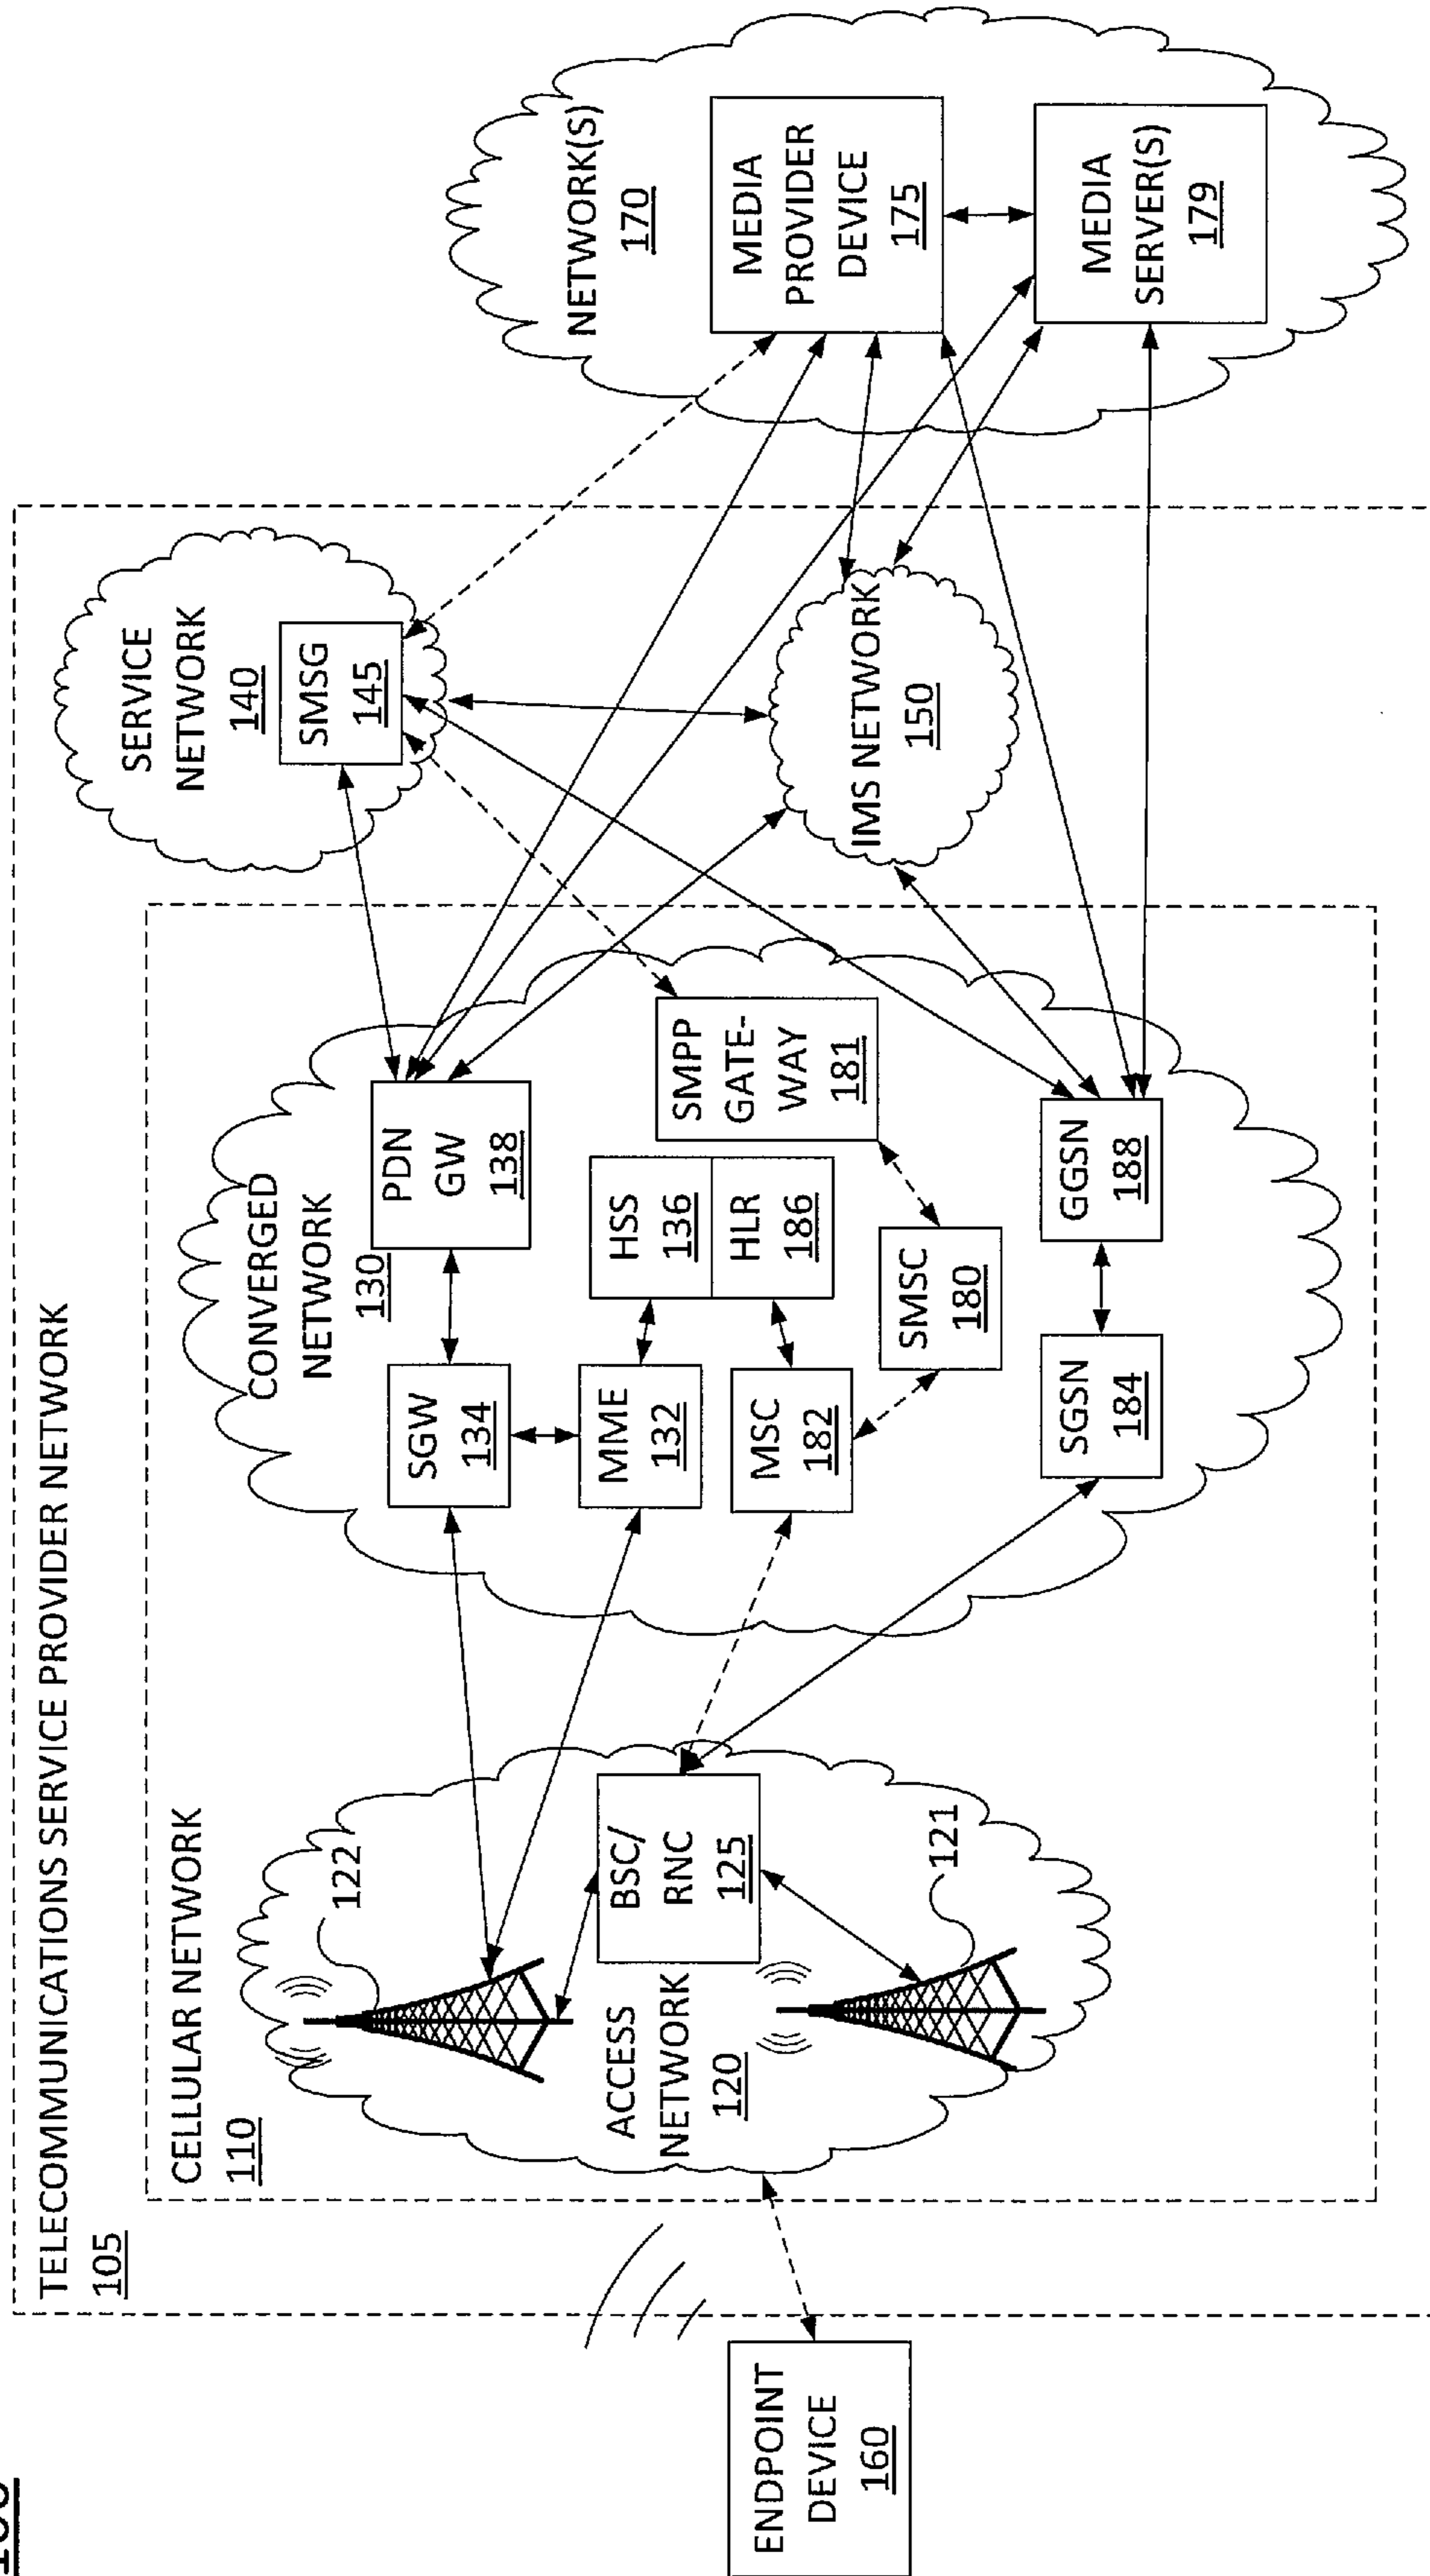 TELECOMMUNICATIONS SERVICE PROVIDER NETWORK
105
CELLULAR NETWORK
110
ENDPOINT
DEVICE
160
122
BSC/
RNC
125
ACCESS
NETWORK
120
121
CONVERGED
NETWORK
130
SGW
134
PDN
GW
138
MME
132
HSS
136
HLR
186
MSC
182
SMPP
GATE-
WAY
181
SMSC
180
SGSN
184
GGSN
188
SERVICE
NETWORK
140
SMSG
145
IMS NETWORK
150
NETWORK(S)
170
MEDIA
PROVIDER
DEVICE
175
MEDIA
SERVER(S)
179